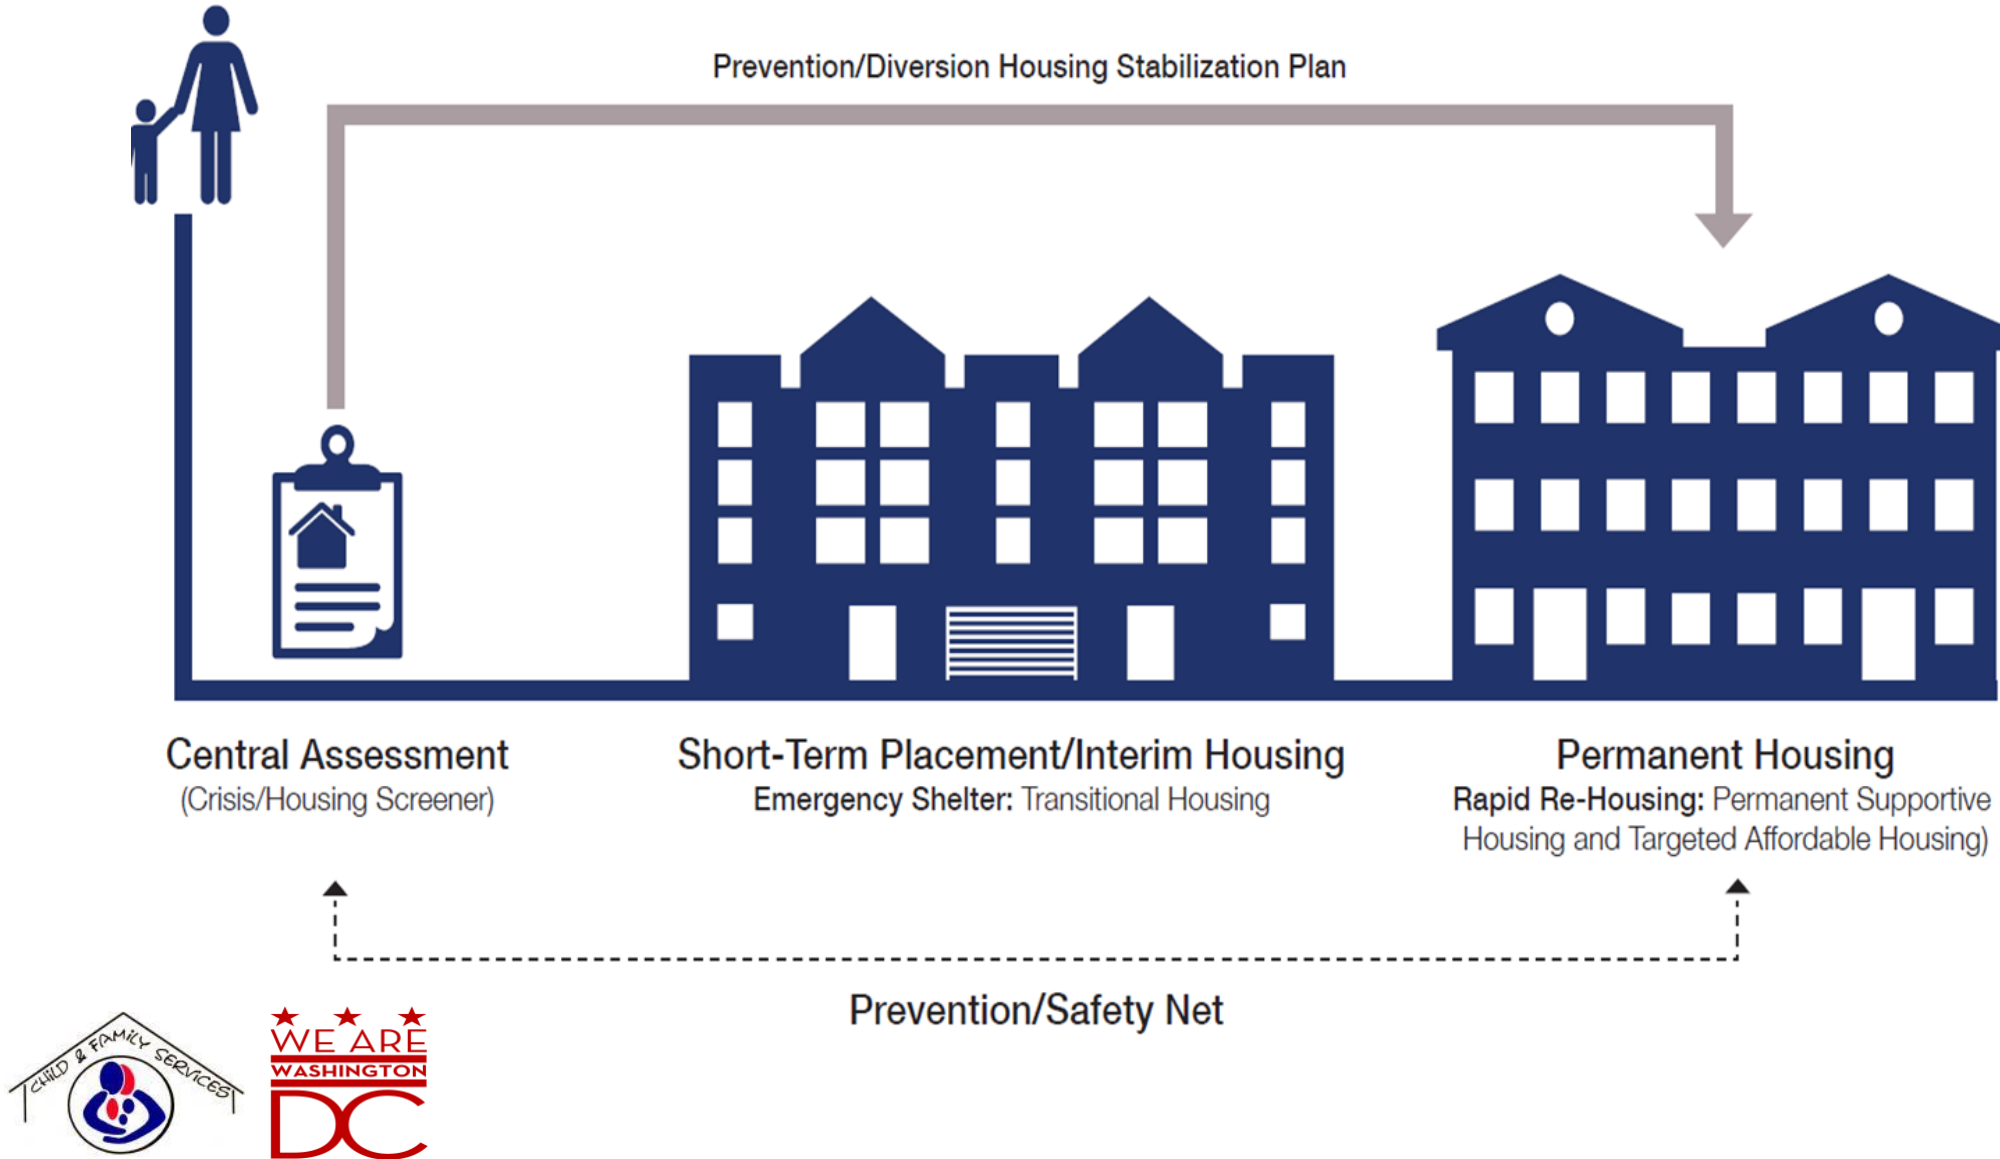 Prevention/Diversion Housing Stabilization Plan
Central Assessment
(Crisis/Housing Screener)
Short-Term Placement/Interim Housing
Emergency Shelter: Transitional Housing
Permanent Housing
Rapid Re-Housing: Permanent Supportive
Housing and Targeted Affordable Housing)
Prevention/Safety Net
CHiLD & FAMiLY SERViCES
WE ARE
WASHINGTON
DC